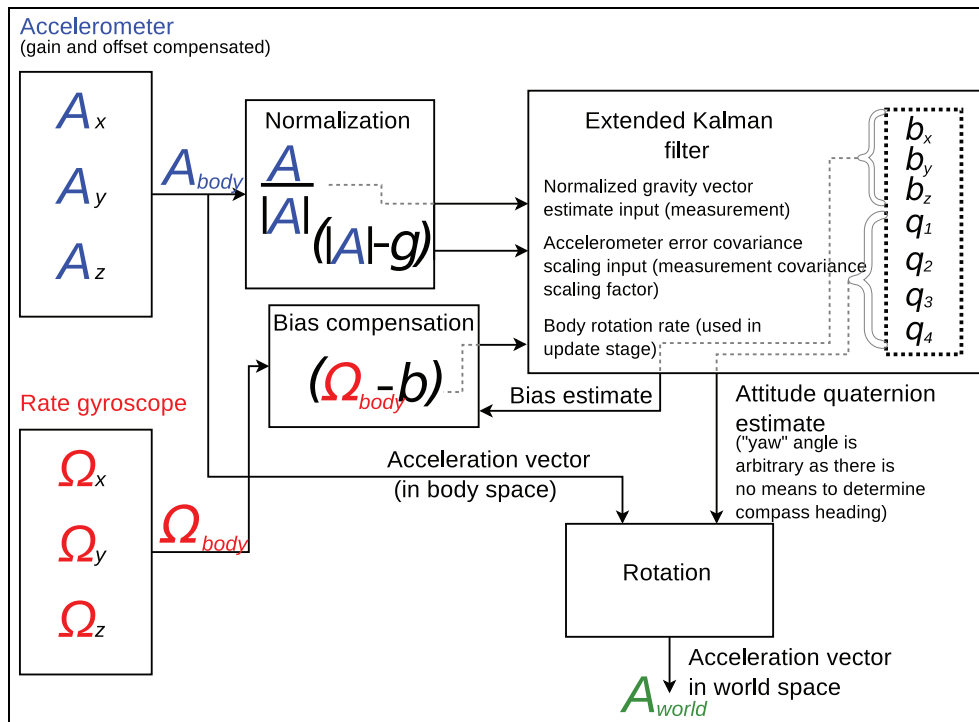 Accelerometer
(gain and offset compensated)
Ax
Ay
Az
Abody
Normalization
A
|A|
(|A|-g)
Extended Kalman
filter
Normalized gravity vector
estimate input (measurement)
Accelerometer error covariance
scaling input (measurement covariance
scaling factor)
Body rotation rate (used in
update stage)
bx
by
bz
q1
q2
q3
q4
Bias compensation
(Ωbody-b)
Bias estimate
Rate gyroscope
Ωx
Ωy
Ωz
Ωbody
Acceleration vector
(in body space)
Attitude quaternion
estimate
("yaw" angle is
arbitrary as there is
no means to determine
compass heading)
Rotation
Acceleration vector
in world space
Aworld